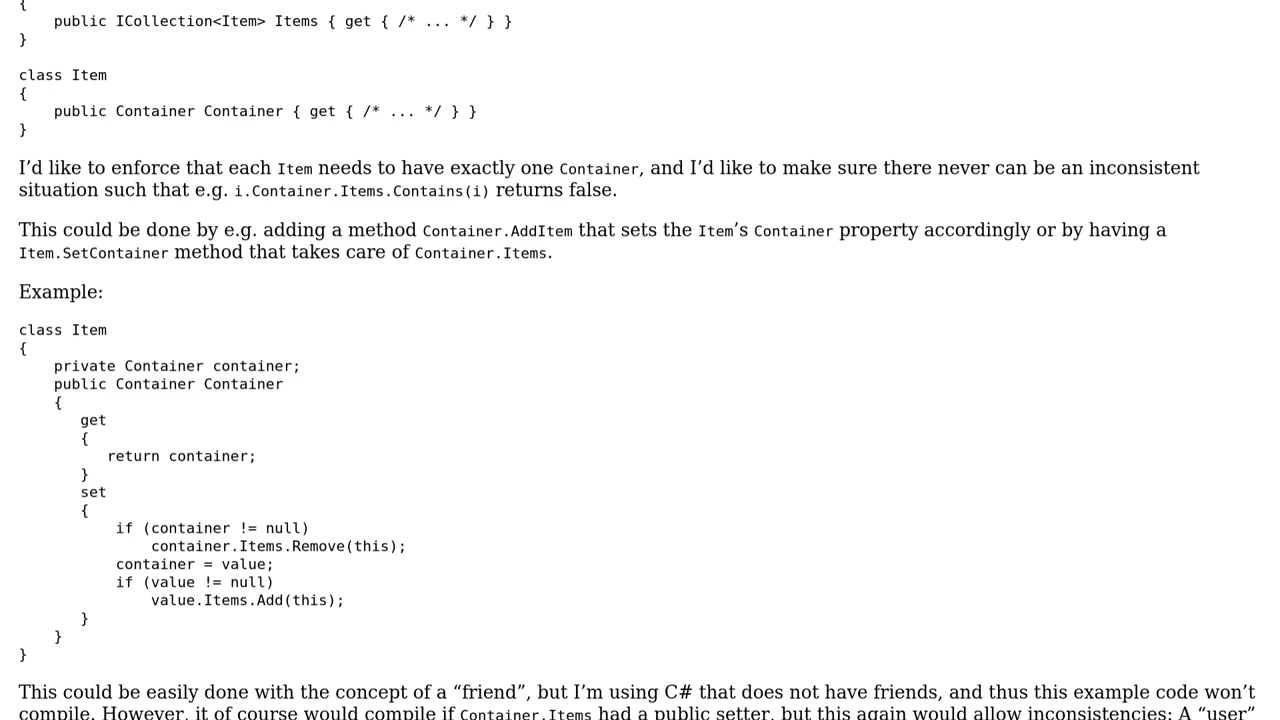 {
    public ICollection<Item> Items { get { /* ... */ } }
}
class Item
{
    public Container Container { get { /* ... */ } }
}
I’d like to enforce that each Item needs to have exactly one Container, and I’d like to make sure there never can be an inconsistent
situation such that e.g. i.Container.Items.Contains(i) returns false.
This could be done by e.g. adding a method Container.AddItem that sets the Item’s Container property accordingly or by having a
Item.SetContainer method that takes care of Container.Items.
Example:
class Item
{
    private Container container;
    public Container Container
    {
       get
       {
          return container;
       }
       set
       {
           if (container != null)
               container.Items.Remove(this);
           container = value;
           if (value != null)
               value.Items.Add(this);
       }
    }
}
This could be easily done with the concept of a “friend”, but I’m using C# that does not have friends, and thus this example code won’t
compile. However, it of course would compile if Container.Items had a public setter, but this again would allow inconsistencies: A “user”